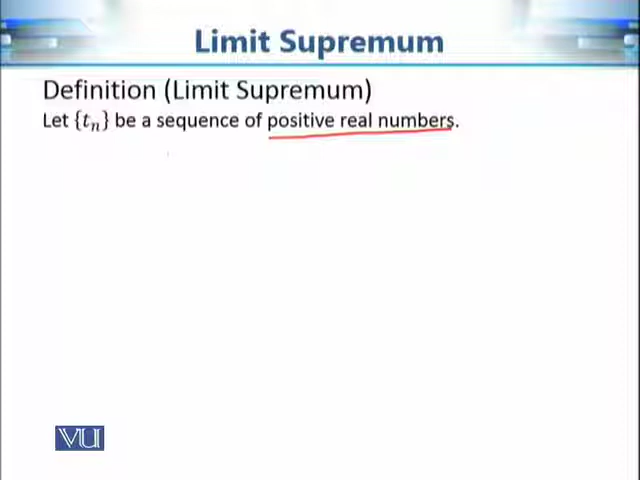 Limit Supremum
Definition (Limit Supremum)
Let {tₙ} be a sequence of positive real numbers.
VU